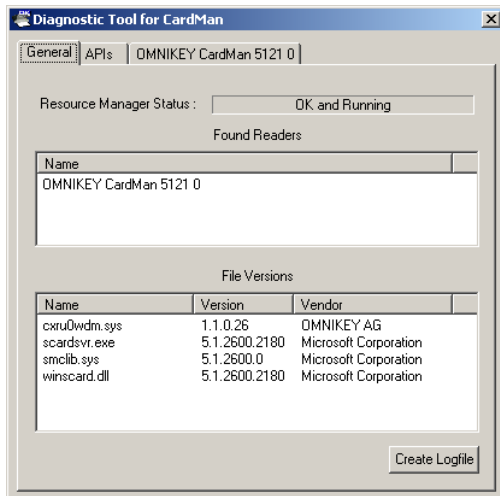 Diagnostic Tool for CardMan
General APIs OMNIKEY CardMan 5121 0
Resource Manager Status : OK and Running
Found Readers
Name
OMNIKEY CardMan 5121 0
File Versions
Name Version Vendor
cxru0wdm.sys 1.1.0.26 OMNIKEY AG
scardsvr.exe 5.1.2600.2180 Microsoft Corporation
smclib.sys 5.1.2600.0 Microsoft Corporation
winscard.dll 5.1.2600.2180 Microsoft Corporation
Create Logfile